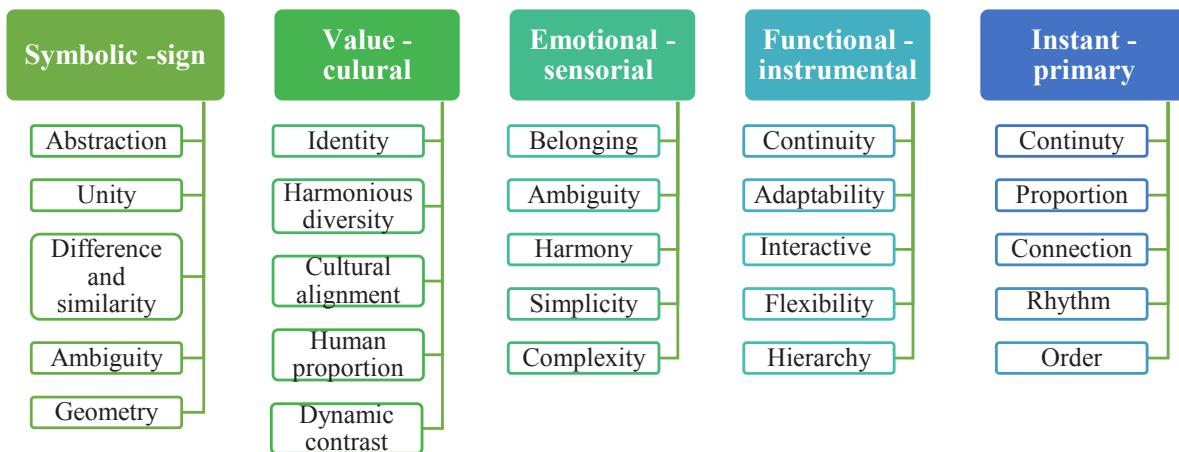 Symbolic -sign
Abstraction
Unity
Difference
and
similarity
Ambiguity
Geometry
Value -
culural
Identity
Harmonious
diversity
Cultural
alignment
Human
proportion
Dynamic
contrast
Emotional -
sensorial
Belonging
Ambiguity
Harmony
Simplicity
Complexity
Functional -
instrumental
Continuity
Adaptability
Interactive
Flexibility
Hierarchy
Instant -
primary
Continuty
Proportion
Connection
Rhythm
Order